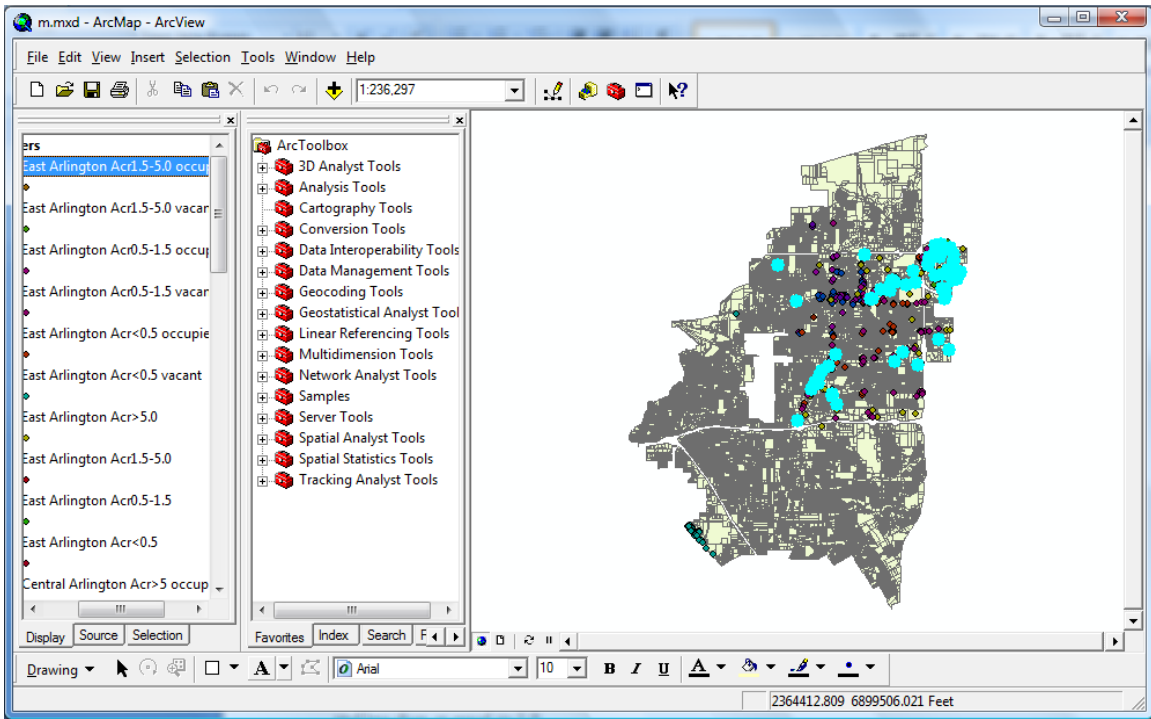 m.mxd - ArcMap - ArcView
File Edit View Insert Selection Tools Window Help
1:236,297
ers
East Arlington Acr1.5-5.0 occup
East Arlington Acr1.5-5.0 vacar
East Arlington Acr0.5-1.5 occup
East Arlington Acr0.5-1.5 vacar
East Arlington Acr<0.5 occupie
East Arlington Acr<0.5 vacant
East Arlington Acr>5.0
East Arlington Acr1.5-5.0
East Arlington Acr0.5-1.5
East Arlington Acr<0.5
Central Arlington Acr>5 occup
Display Source Selection
ArcToolbox
3D Analyst Tools
Analysis Tools
Cartography Tools
Conversion Tools
Data Interoperability Tools
Data Management Tools
Geocoding Tools
Geostatistical Analyst Tool
Linear Referencing Tools
Multidimension Tools
Network Analyst Tools
Samples
Server Tools
Spatial Analyst Tools
Spatial Statistics Tools
Tracking Analyst Tools
Favorites Index Search F
Drawing A Arial 10 B I U A
2364412.809 6899506.021 Feet